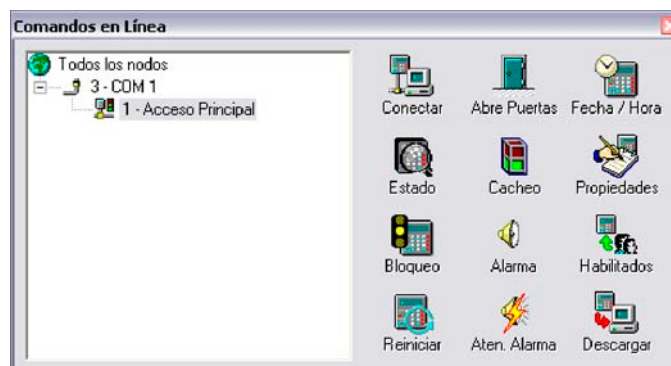 Comandos en Línea
Todos los nodos
3 - COM 1
1 - Acceso Principal
Conectar Abre Puertas Fecha / Hora
Estado Cacheo Propiedades
Bloqueo Alarma Habilitados
Reiniciar Aten. Alarma Descargar